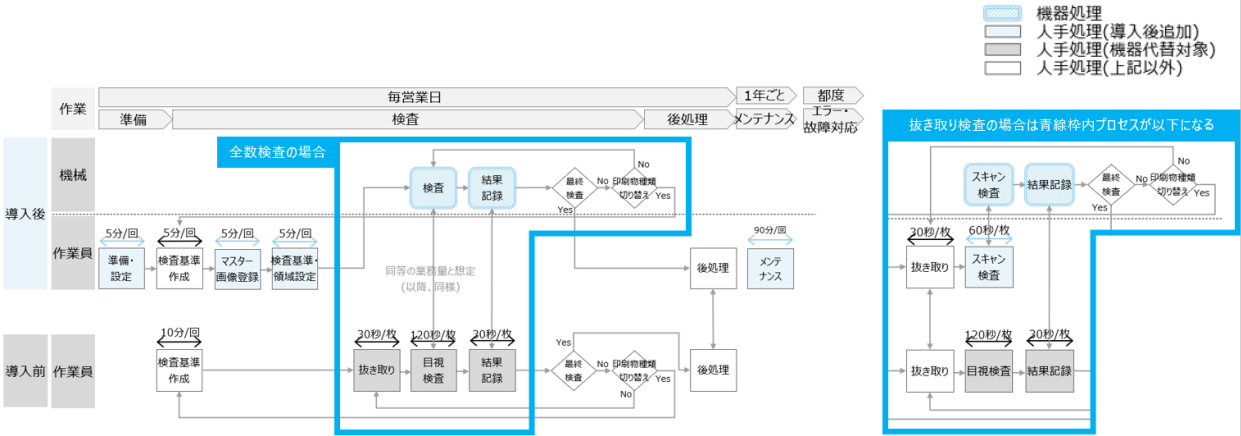 機器処理
人手処理(導入後追加)
人手処理(機器代替対象)
人手処理(上記以外)
作業
毎営業日
1年ごと
都度
準備
検査
後処理
メンテナンス
エラー・
故障対応
抜き取り検査の場合は青線枠内プロセスが以下になる
全数検査の場合
導入後
機械
検査
結果
記録
最終
検査
No
印刷物種類
切り替え
No
Yes
Yes
スキャン
検査
結果記録
最終
検査
No
印刷物種類
切り替え
No
Yes
Yes
作業員
5分/回
準備・
設定
5分/回
検査基準
作成
5分/回
マスター
画像登録
5分/回
検査基準・
領域設定
同等の業務量と想定
(以降、同様)
後処理
90分/回
メンテ
ナンス
30秒/枚
抜き取り
60秒/枚
スキャン
検査
導入前
作業員
10分/回
検査基準
作成
30秒/枚
抜き取り
120秒/枚
目視
検査
20秒/枚
結果
記録
Yes
最終
検査
No
印刷物種類
切り替え
Yes
No
後処理
抜き取り
120秒/枚
目視検査
20秒/枚
結果記録